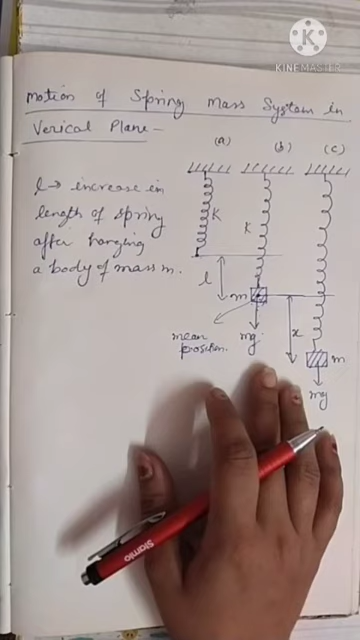 KINEMASTER
Motion of Spring Mass System in
Verical Plane -
(a)
(b)
(c)
l → increase in
length of spring
after hanging
a body of mass m.
K
K
l
m
mean
position.
mg
x
m
mg
Stamio